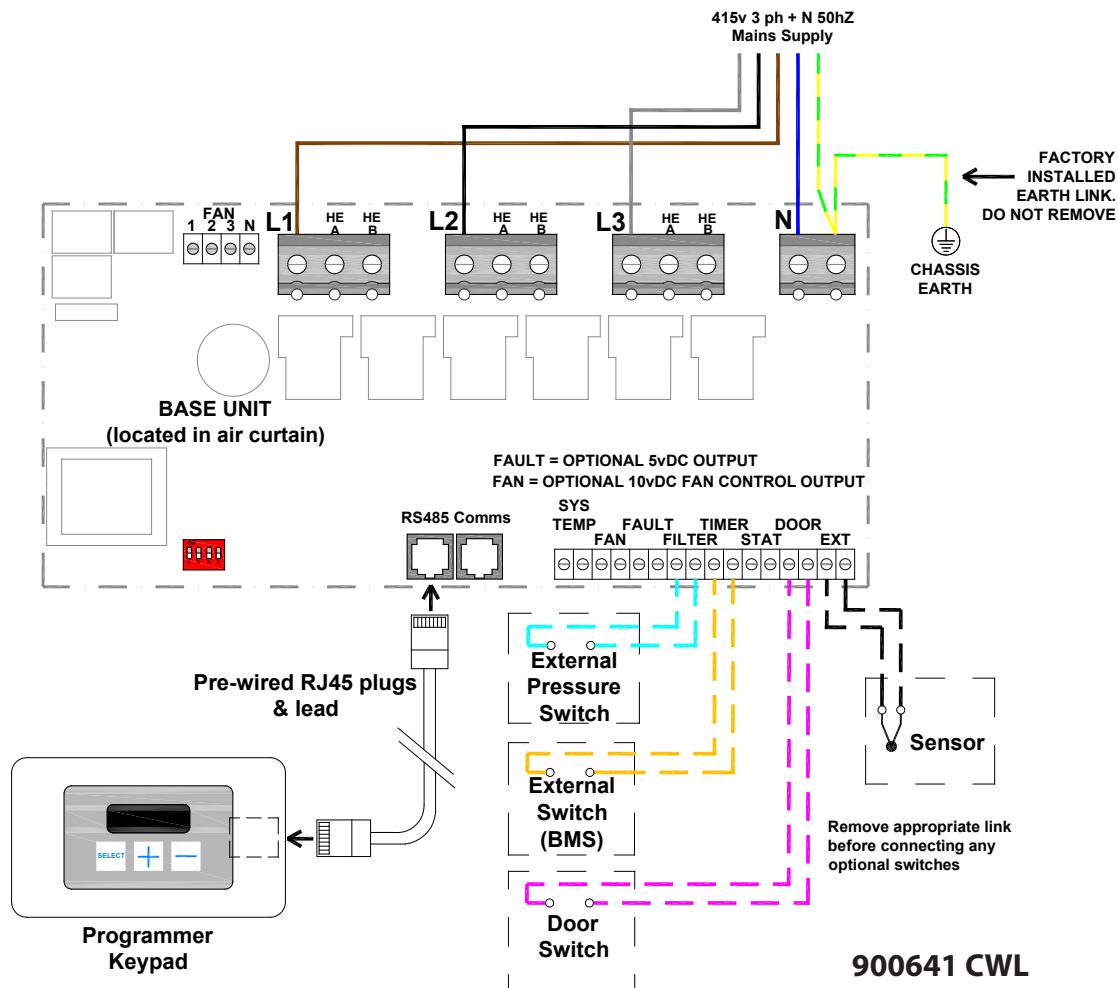 415v 3 ph + N 50hZ
Mains Supply
FACTORY
INSTALLED
EARTH LINK.
DO NOT REMOVE
CHASSIS
EARTH
FAN
1 2 3 N
L1 HE A HE B
L2 HE A HE B
L3 HE A HE B
N
BASE UNIT
(located in air curtain)
FAULT = OPTIONAL 5vDC OUTPUT
FAN = OPTIONAL 10vDC FAN CONTROL OUTPUT
RS485 Comms
SYS
TEMP FAULT TIMER DOOR
FAN FILTER STAT EXT
ON
Pre-wired RJ45 plugs
& lead
External
Pressure
Switch
External
Switch
(BMS)
Door
Switch
Sensor
Remove appropriate link
before connecting any
optional switches
SELECT + −
Programmer
Keypad
900641 CWL